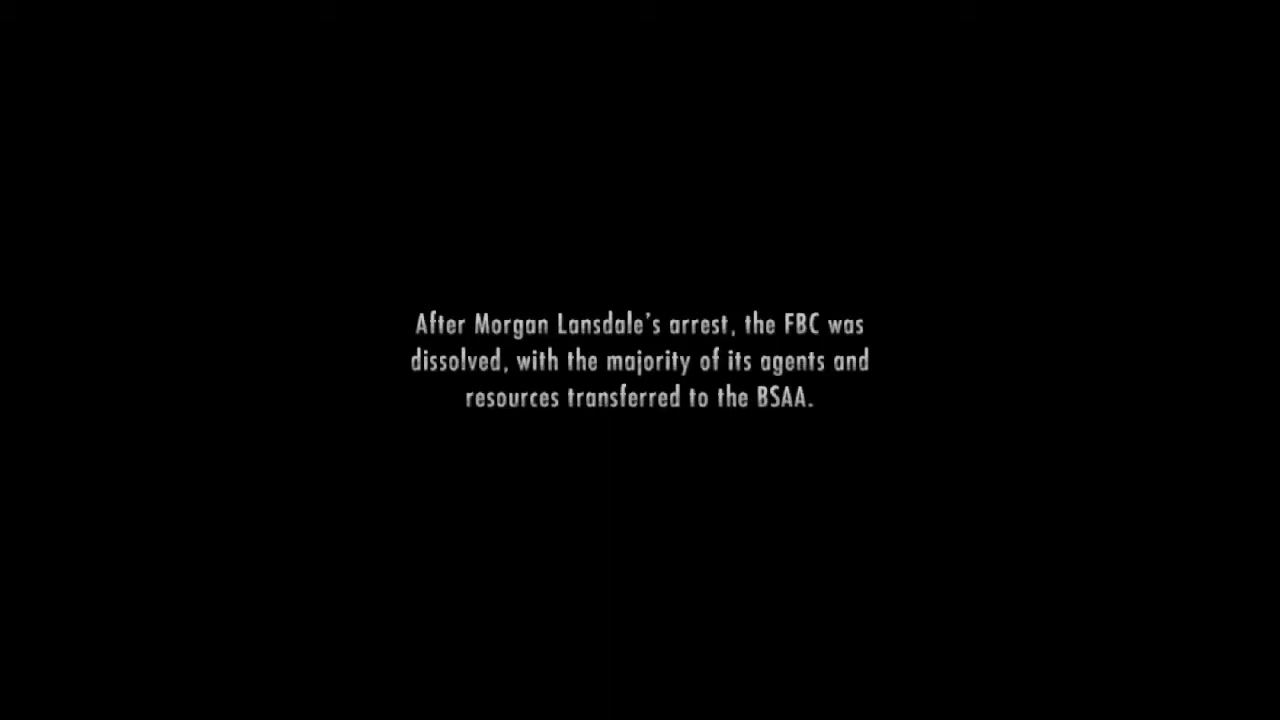 After Morgan Lansdale's arrest, the FBC was
dissolved, with the majority of its agents and
resources transferred to the BSAA.